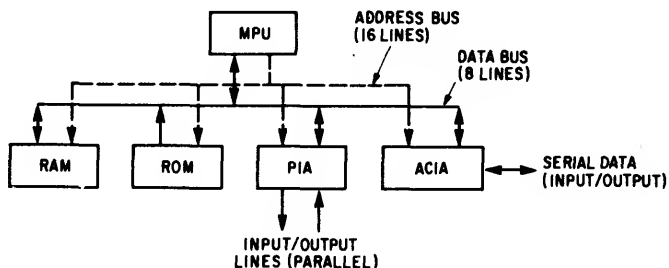 MPU
ADDRESS BUS
(16 LINES)
DATA BUS
(8 LINES)
RAM
ROM
PIA
ACIA
SERIAL DATA
(INPUT/OUTPUT)
INPUT/OUTPUT
LINES (PARALLEL)